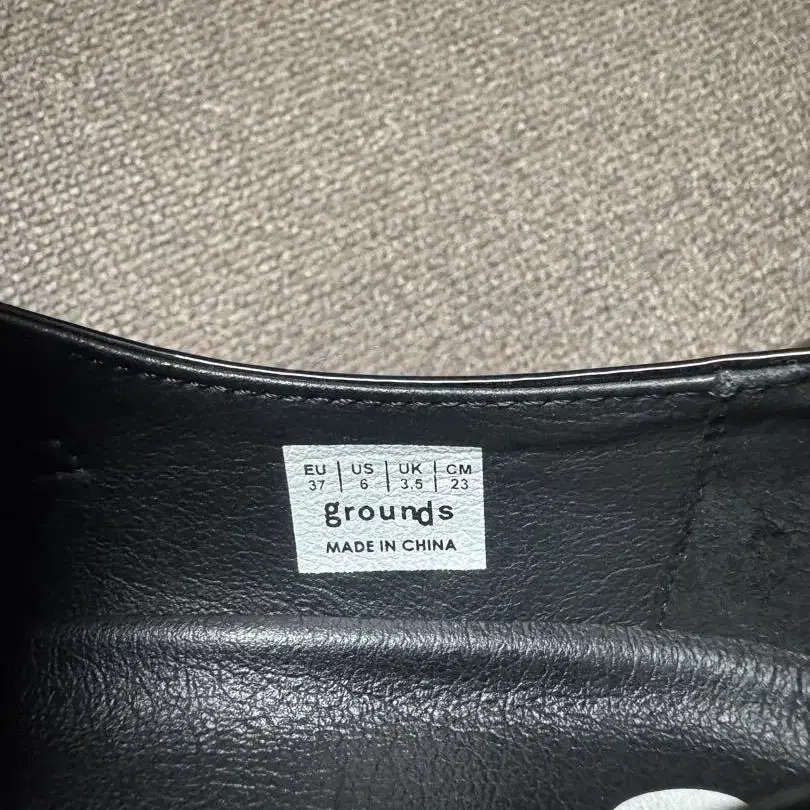 EU | US | UK | CM
37 | 6 | 3.5 | 23
grounds
MADE IN CHINA